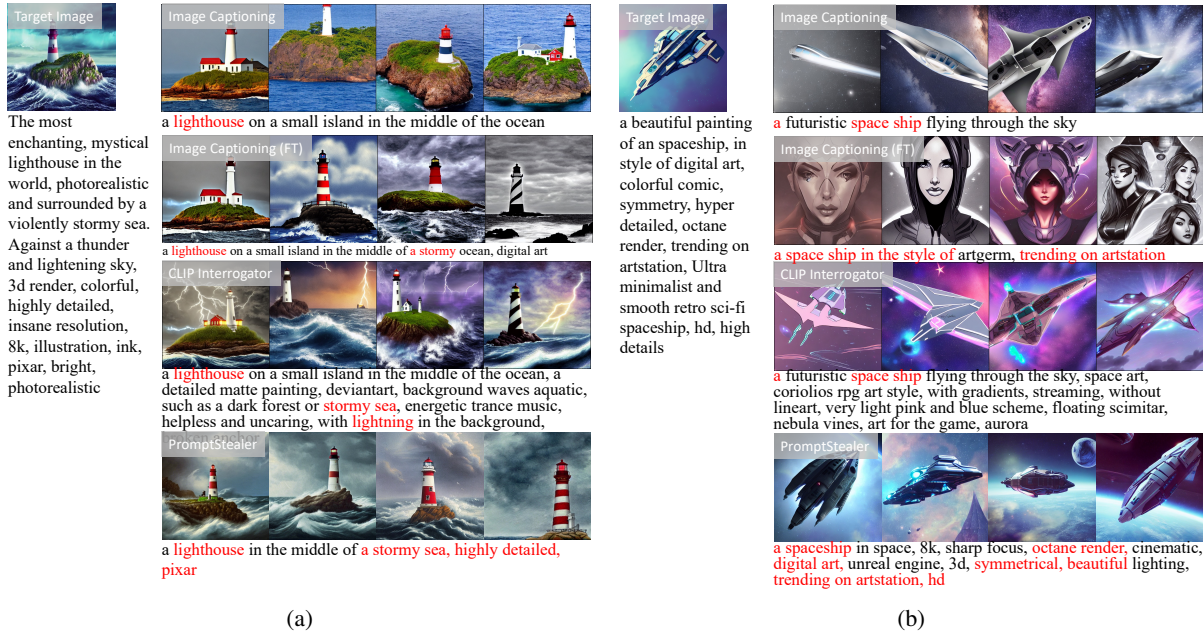 Target Image
The most
enchanting, mystical
lighthouse in the
world, photorealistic
and surrounded by a
violently stormy sea.
Against a thunder
and lightening sky,
3d render, colorful,
highly detailed,
insane resolution,
8k, illustration, ink,
pixar, bright,
photorealistic
Image Captioning
a lighthouse on a small island in the middle of the ocean
Image Captioning (FT)
a lighthouse on a small island in the middle of a stormy ocean, digital art
CLIP Interrogator
a lighthouse on a small island in the middle of the ocean, a
detailed matte painting, deviantart, background waves aquatic,
such as a dark forest or stormy sea, energetic trance music,
helpless and uncaring, with lightning in the background,
PromptStealer
a lighthouse in the middle of a stormy sea, highly detailed,
pixar
(a)
Target Image
a beautiful painting
of an spaceship, in
style of digital art,
colorful comic,
symmetry, hyper
detailed, octane
render, trending on
artstation, Ultra
minimalist and
smooth retro sci-fi
spaceship, hd, high
details
Image Captioning
a futuristic space ship flying through the sky
Image Captioning (FT)
a space ship in the style of artgerm, trending on artstation
CLIP Interrogator
a futuristic space ship flying through the sky, space art,
coriolios rpg art style, with gradients, streaming, without
lineart, very light pink and blue scheme, floating scimitar,
nebula vines, art for the game, aurora
PromptStealer
a spaceship in space, 8k, sharp focus, octane render, cinematic,
digital art, unreal engine, 3d, symmetrical, beautiful lighting,
trending on artstation, hd
(b)